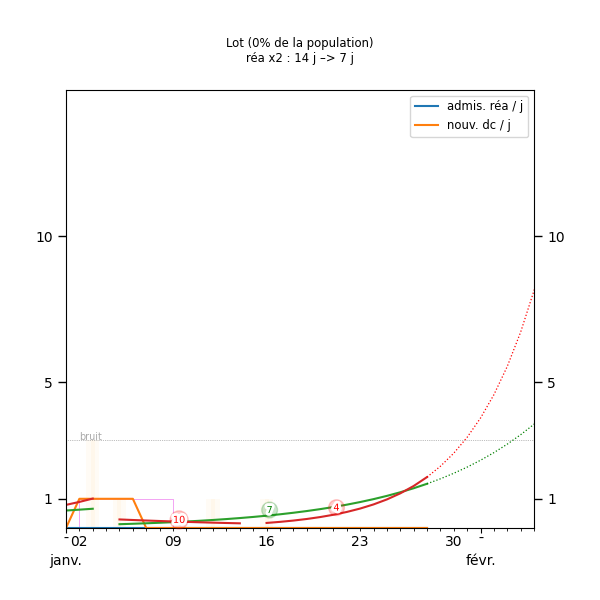 Lot (0% de la population)
réa x2 : 14 j –> 7 j
admis. réa / j
nouv. dc / j
10
10
5
5
bruit
1
1
10
7
4
02
09
16
23
30
janv.
févr.